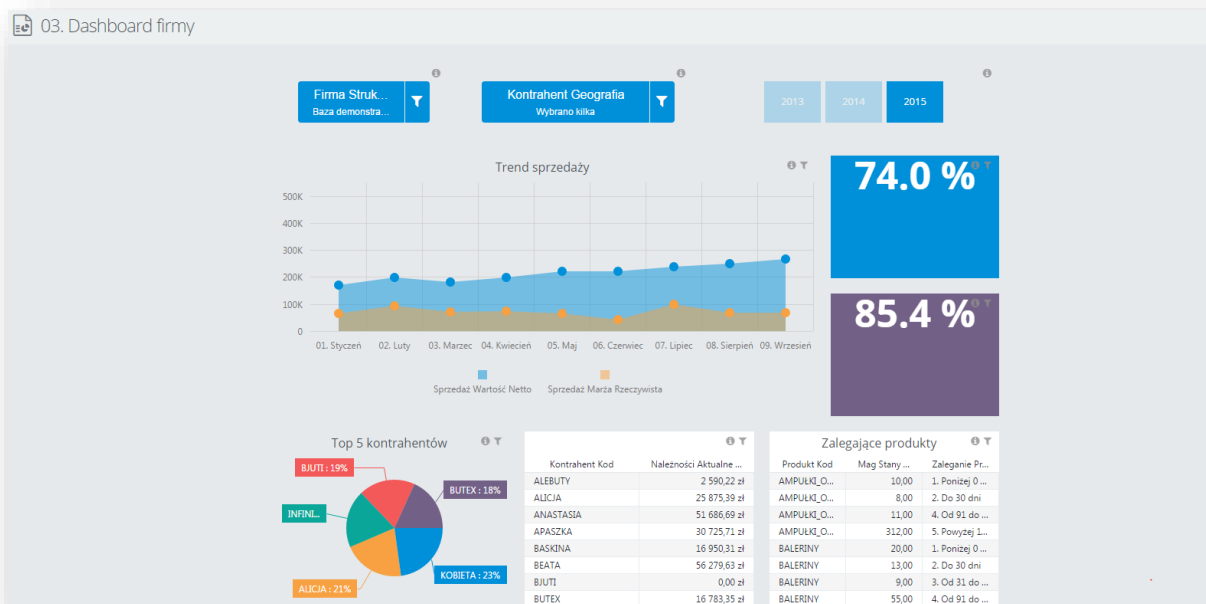 03. Dashboard firmy
Firma Struk...
Baza demonstra...
Kontrahent Geografia
Wybrano kilka
2013 2014 2015
Trend sprzedaży
500K
400K
300K
200K
100K
0
01. Styczeń 02. Luty 03. Marzec 04. Kwiecień 05. Maj 06. Czerwiec 07. Lipiec 08. Sierpień 09. Wrzesień
Sprzedaż Wartość Netto Sprzedaż Marża Rzeczywista
74.0 %
85.4 %
Top 5 kontrahentów
BJUTI : 19%
BUTEX : 18%
INFINI...
KOBIETA : 23%
ALICJA : 21%
Kontrahent Kod Należności Aktualne ...
ALEBUTY 2 590,22 zł
ALICJA 25 875,39 zł
ANASTASIA 51 686,69 zł
APASZKA 30 725,71 zł
BASKINA 16 950,31 zł
BEATA 56 279,63 zł
BJUTI 0,00 zł
BUTEX 16 783,35 zł
Zalegające produkty
Produkt Kod Mag Stany ... Zaleganie Pr...
AMPUŁKI_O... 10,00 1. Poniżej 0 ...
AMPUŁKI_O... 8,00 2. Do 30 dni
AMPUŁKI_O... 11,00 4. Od 91 do ...
AMPUŁKI_O... 312,00 5. Powyżej 1...
BALERINY 20,00 1. Poniżej 0 ...
BALERINY 13,00 2. Do 30 dni
BALERINY 9,00 3. Od 31 do ...
BALERINY 55,00 4. Od 91 do ...